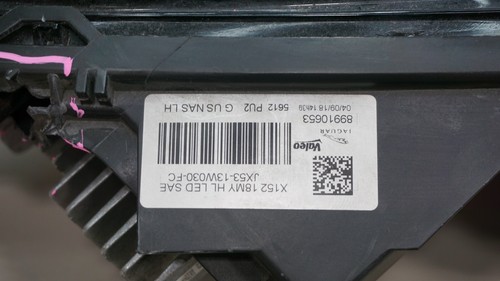 X152 18MY HL LED SAE
JX53-13W030-FC
Valeo
JAGUAR
89910653
04/09/18 14h39
5612 PU2 G US NAS LH